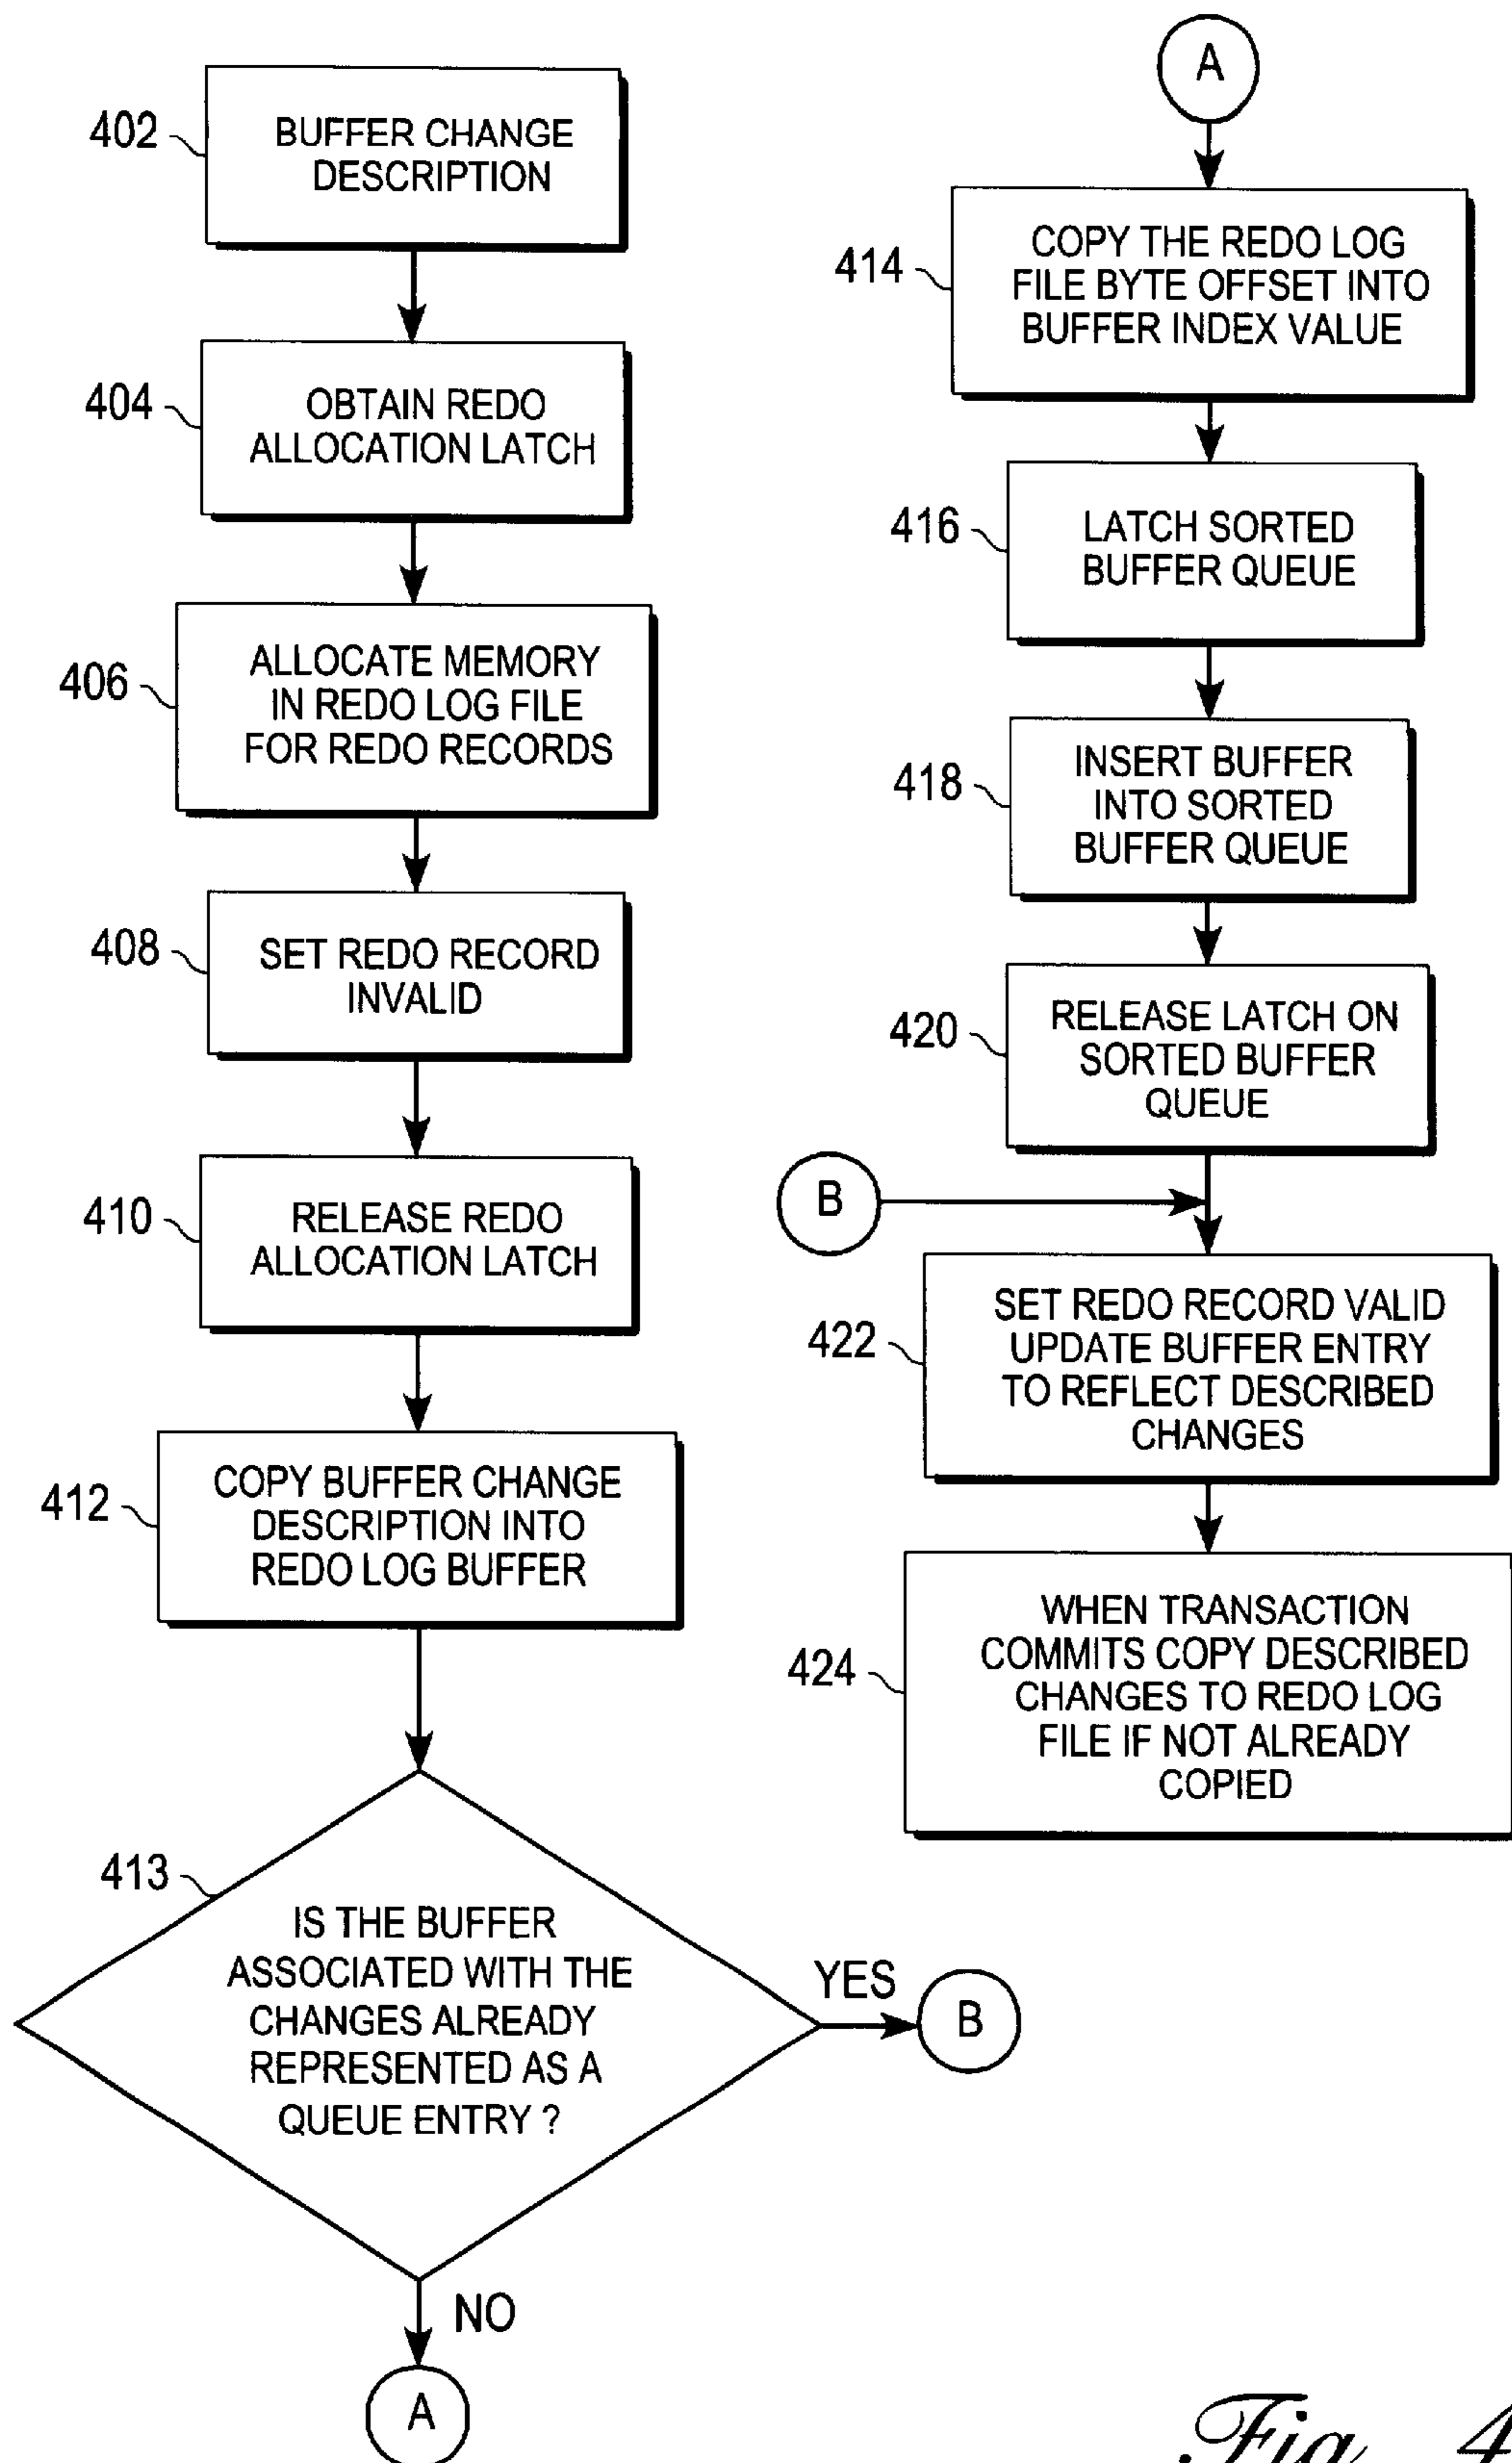 402
BUFFER CHANGE
DESCRIPTION
404
OBTAIN REDO
ALLOCATION LATCH
406
ALLOCATE MEMORY
IN REDO LOG FILE
FOR REDO RECORDS
408
SET REDO RECORD
INVALID
410
RELEASE REDO
ALLOCATION LATCH
412
COPY BUFFER CHANGE
DESCRIPTION INTO
REDO LOG BUFFER
413
IS THE BUFFER
ASSOCIATED WITH THE
CHANGES ALREADY
REPRESENTED AS A
QUEUE ENTRY ?
YES
B
NO
A
A
414
COPY THE REDO LOG
FILE BYTE OFFSET INTO
BUFFER INDEX VALUE
416
LATCH SORTED
BUFFER QUEUE
418
INSERT BUFFER
INTO SORTED
BUFFER QUEUE
420
RELEASE LATCH ON
SORTED BUFFER
QUEUE
B
422
SET REDO RECORD VALID
UPDATE BUFFER ENTRY
TO REFLECT DESCRIBED
CHANGES
424
WHEN TRANSACTION
COMMITS COPY DESCRIBED
CHANGES TO REDO LOG
FILE IF NOT ALREADY
COPIED
Fig. 4